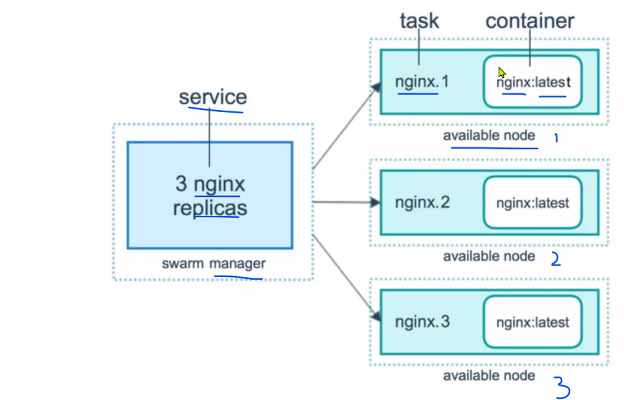 task
container
service
3 nginx
replicas
swarm manager
nginx.1
nginx:latest
available node
1
nginx.2
nginx:latest
available node
2
nginx.3
nginx:latest
available node
3